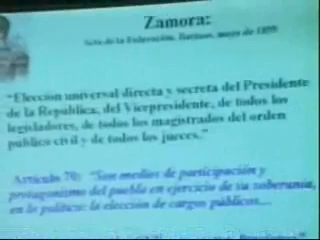 Zamora:
Acta de la Federación. Barinas, mayo de 1859
"Elección universal directa y secreta del Presidente
de la República, del Vicepresidente, de todos los
legisladores, de todos los magistrados del orden
público civil y de todos los jueces."
Artículo 70: "Son medios de participación y
protagonismo del pueblo en ejercicio de su soberanía,
en lo político: la elección de cargos públicos...